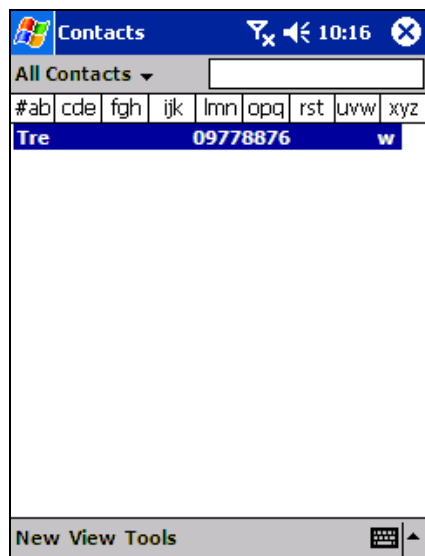 Contacts 10:16
All Contacts
#ab cde fgh ijk lmn opq rst uvw xyz
Tre 09778876 w
New View Tools